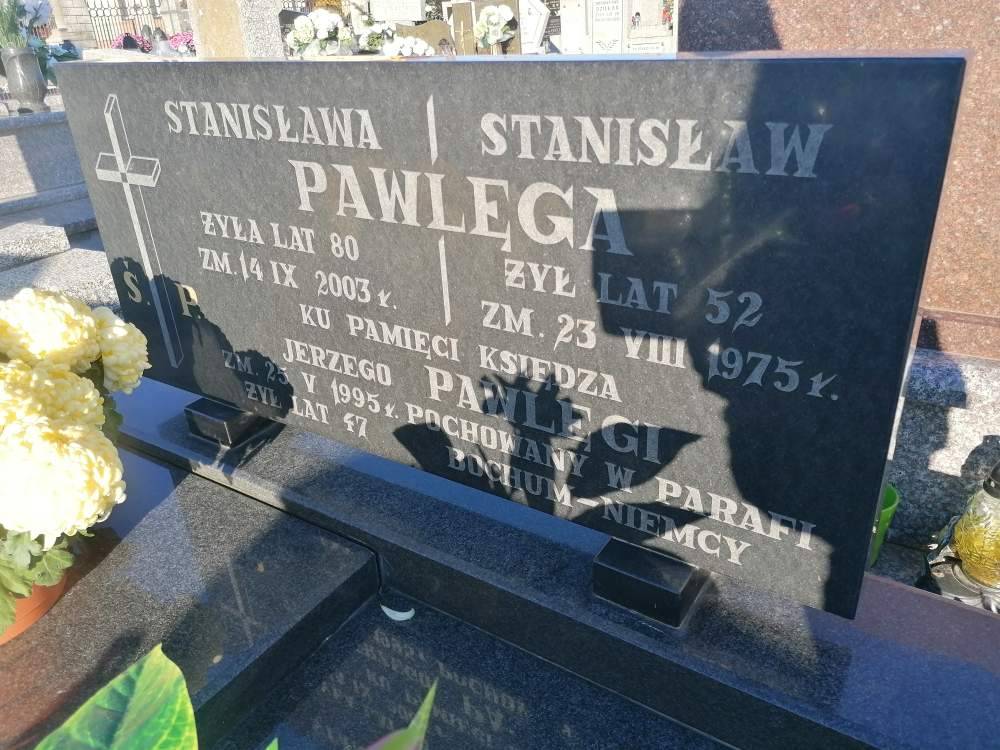 STANISŁAWA
STANISŁAW
PAWLĘGA
ŻYŁA LAT 80
ZM. 14 IX 2003 r.
ŻYŁ LAT 52
ZM. 23 VIII 1975 r.
Ś. P.
KU PAMIĘCI KSIĘDZA
JERZEGO PAWLĘGI
ZM. 25 V 1995 r. POCHOWANY W PARAFI
ŻYŁ LAT 47 BOCHUM-NIEMCY